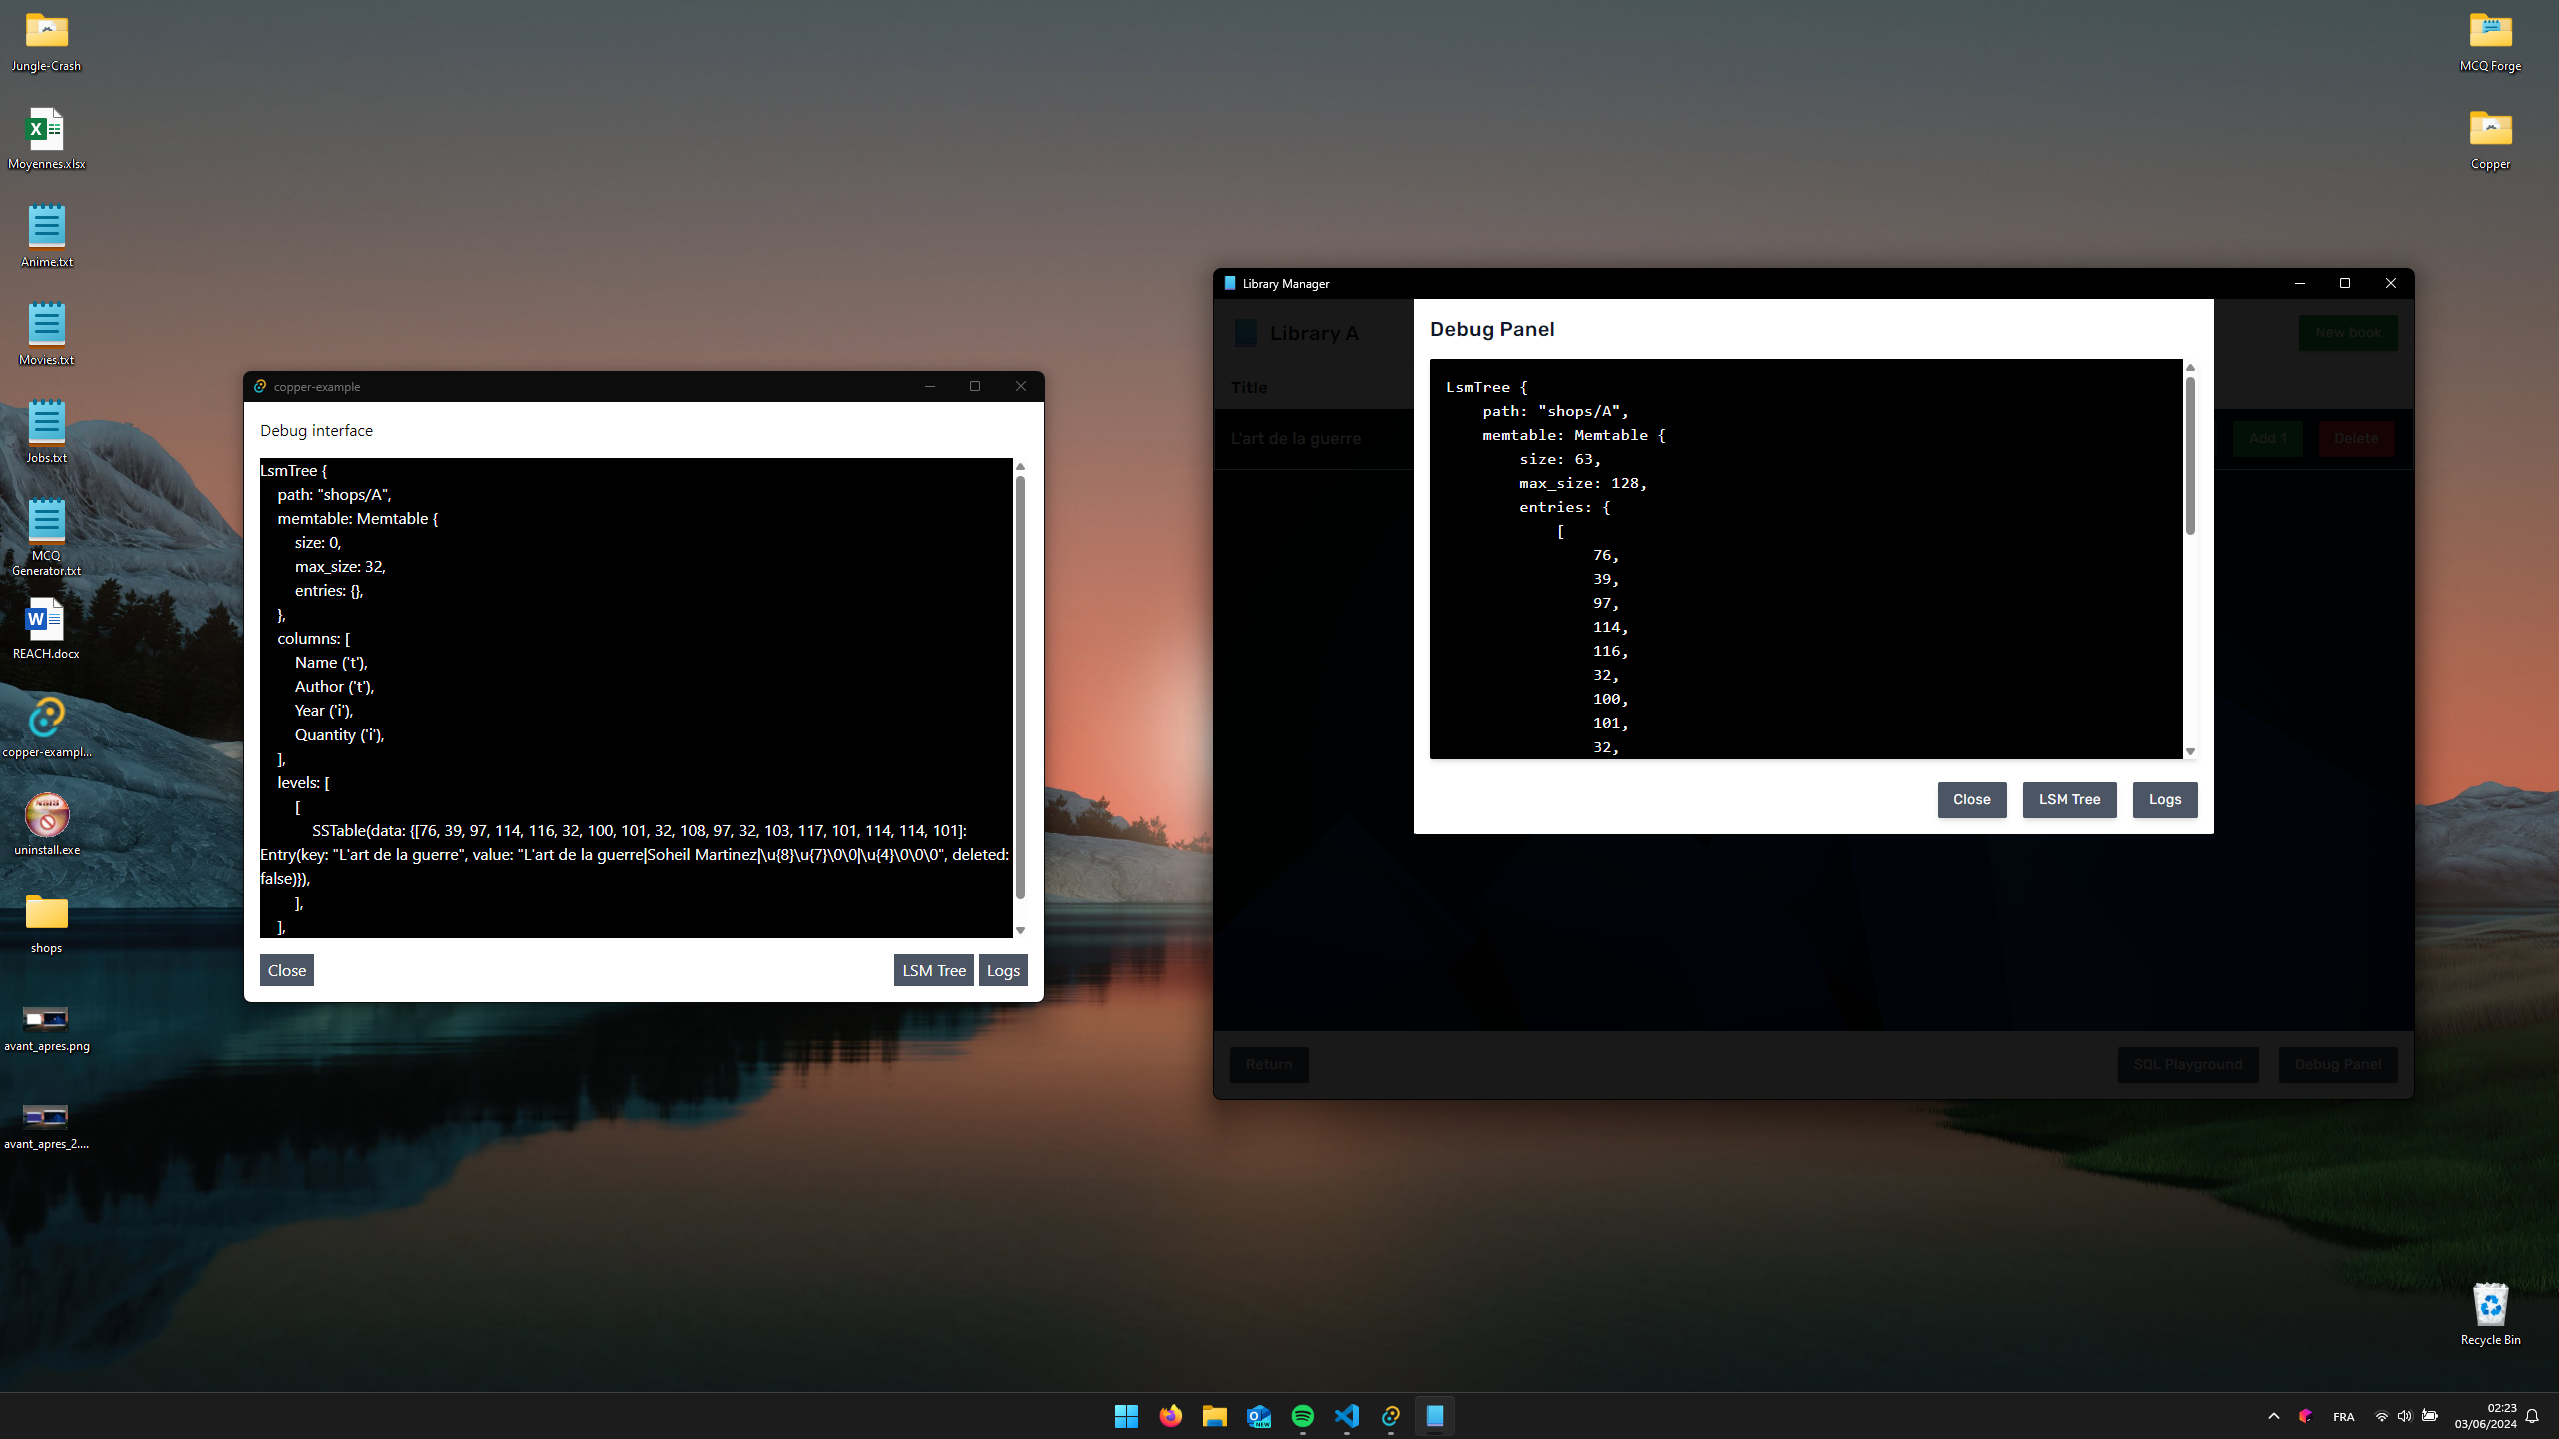 Jungle-Crash
Moyennes.xlsx
Anime.txt
Movies.txt
Jobs.txt
MCQ
Generator.txt
REACH.docx
copper-exampl...
uninstall.exe
shops
avant_apres.png
avant_apres_2....
copper-example
Debug interface
LsmTree {
path: "shops/A",
memtable: Memtable {
size: 0,
max_size: 32,
entries: {},
},
columns: [
Name ('t'),
Author ('t'),
Year ('i'),
Quantity ('i'),
],
levels: [
[
SSTable(data: {[76, 39, 97, 114, 116, 32, 100, 101, 32, 108, 97, 32, 103, 117, 101, 114, 114, 101]:
Entry(key: "L'art de la guerre", value: "L'art de la guerre|Soheil Martinez|\u{8}\u{7}\0\0|\u{4}\0\0\0", deleted:
false)}),
],
],
Close
LSM Tree
Logs
Library Manager
Library A
New book
Title
L'art de la guerre
Add 1
Delete
Debug Panel
LsmTree {
path: "shops/A",
memtable: Memtable {
size: 63,
max_size: 128,
entries: {
[
76,
39,
97,
114,
116,
32,
100,
101,
32,
Close
LSM Tree
Logs
Return
SQL Playground
Debug Panel
MCQ Forge
Copper
Recycle Bin
NEW
FRA
02:23
03/06/2024